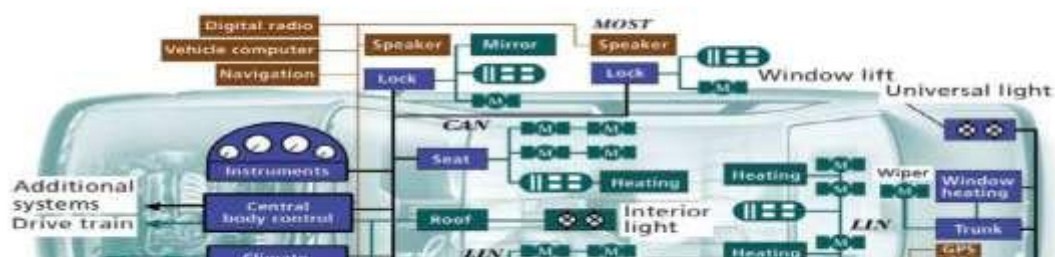 Digital radio
MOST
Speaker
Mirror
Speaker
Vehicle computer
Navigation
Lock
Lock
Window lift
M
M
Universal light
CAN
M
M
Seat
M
M
Instruments
Heating
Heating
M
M
Wiper
M
Window
heating
Additional
systems
Central
body control
Drive train
Roof
Interior
light
LIN
Trunk
LIN
M
M
M
GPS
Climate
Heating